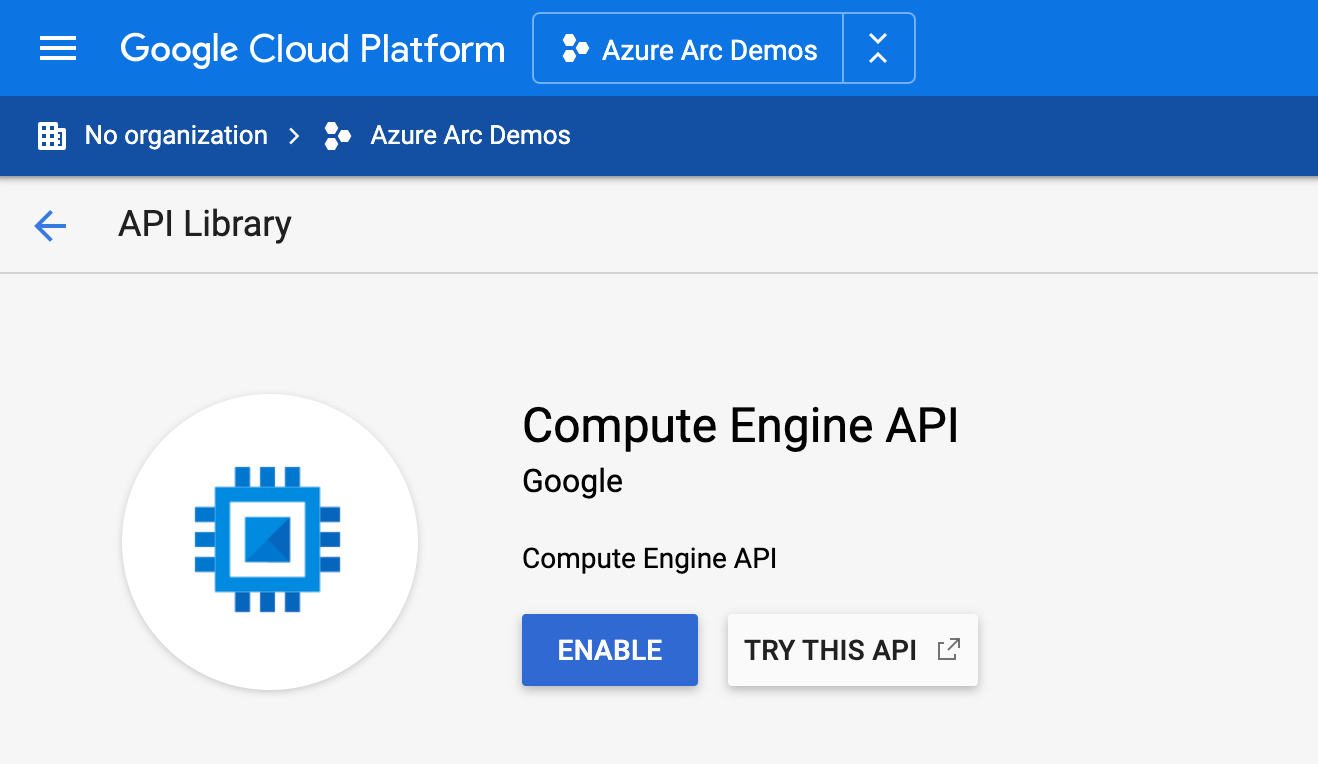 Google Cloud Platform Azure Arc Demos
No organization Azure Arc Demos
API Library
Compute Engine API
Google
Compute Engine API
ENABLE TRY THIS API